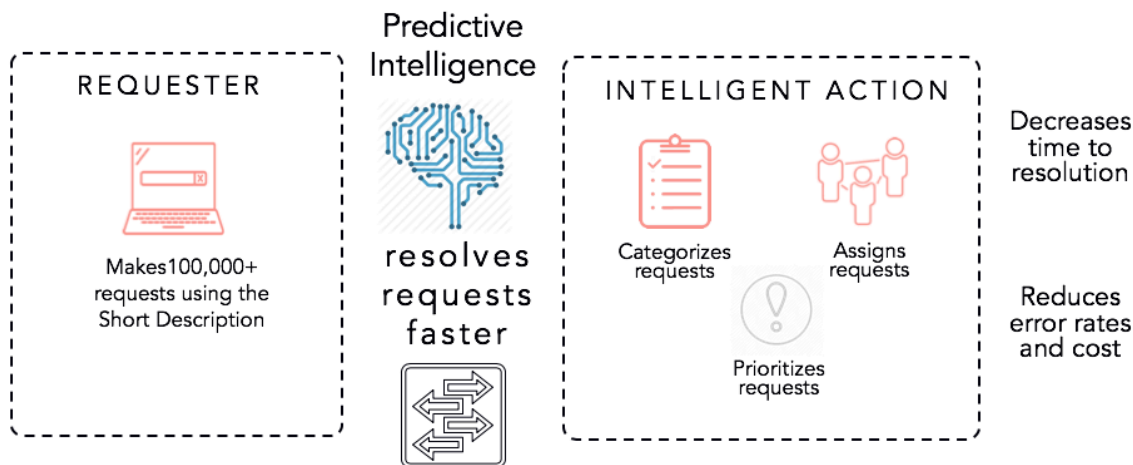 REQUESTER
Makes100,000+
requests using the
Short Description
Predictive
Intelligence
resolves
requests
faster
INTELLIGENT ACTION
Categorizes
requests
Assigns
requests
Prioritizes
requests
Decreases
time to
resolution
Reduces
error rates
and cost